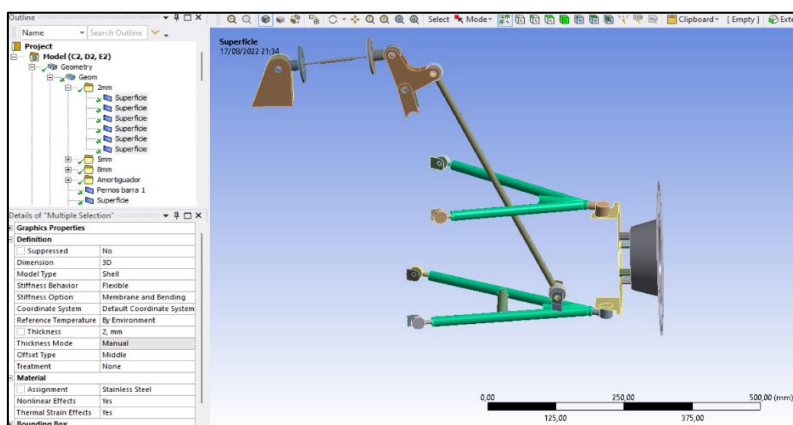 Outline
Name
Search Outline
Project
Model (C2, D2, E2)
Geometry
Geom
2mm
Superficie
Superficie
Superficie
Superficie
Superficie
5mm
8mm
Amortiguador
Pernos barra 1
Superficie
Details of "Multiple Selection"
Graphics Properties
Definition
Suppressed No
Dimension 3D
Model Type Shell
Stiffness Behavior Flexible
Stiffness Option Membrane and Bending
Coordinate System Default Coordinate System
Reference Temperature By Environment
Thickness 2, mm
Thickness Mode Manual
Offset Type Middle
Treatment None
Material
Assignment Stainless Steel
Nonlinear Effects Yes
Thermal Strain Effects Yes
Bounding Box
Select Mode Clipboard [ Empty ] Exte
Superficie
17/08/2022 21:34
0,00 250,00 500,00 (mm)
125,00 375,00